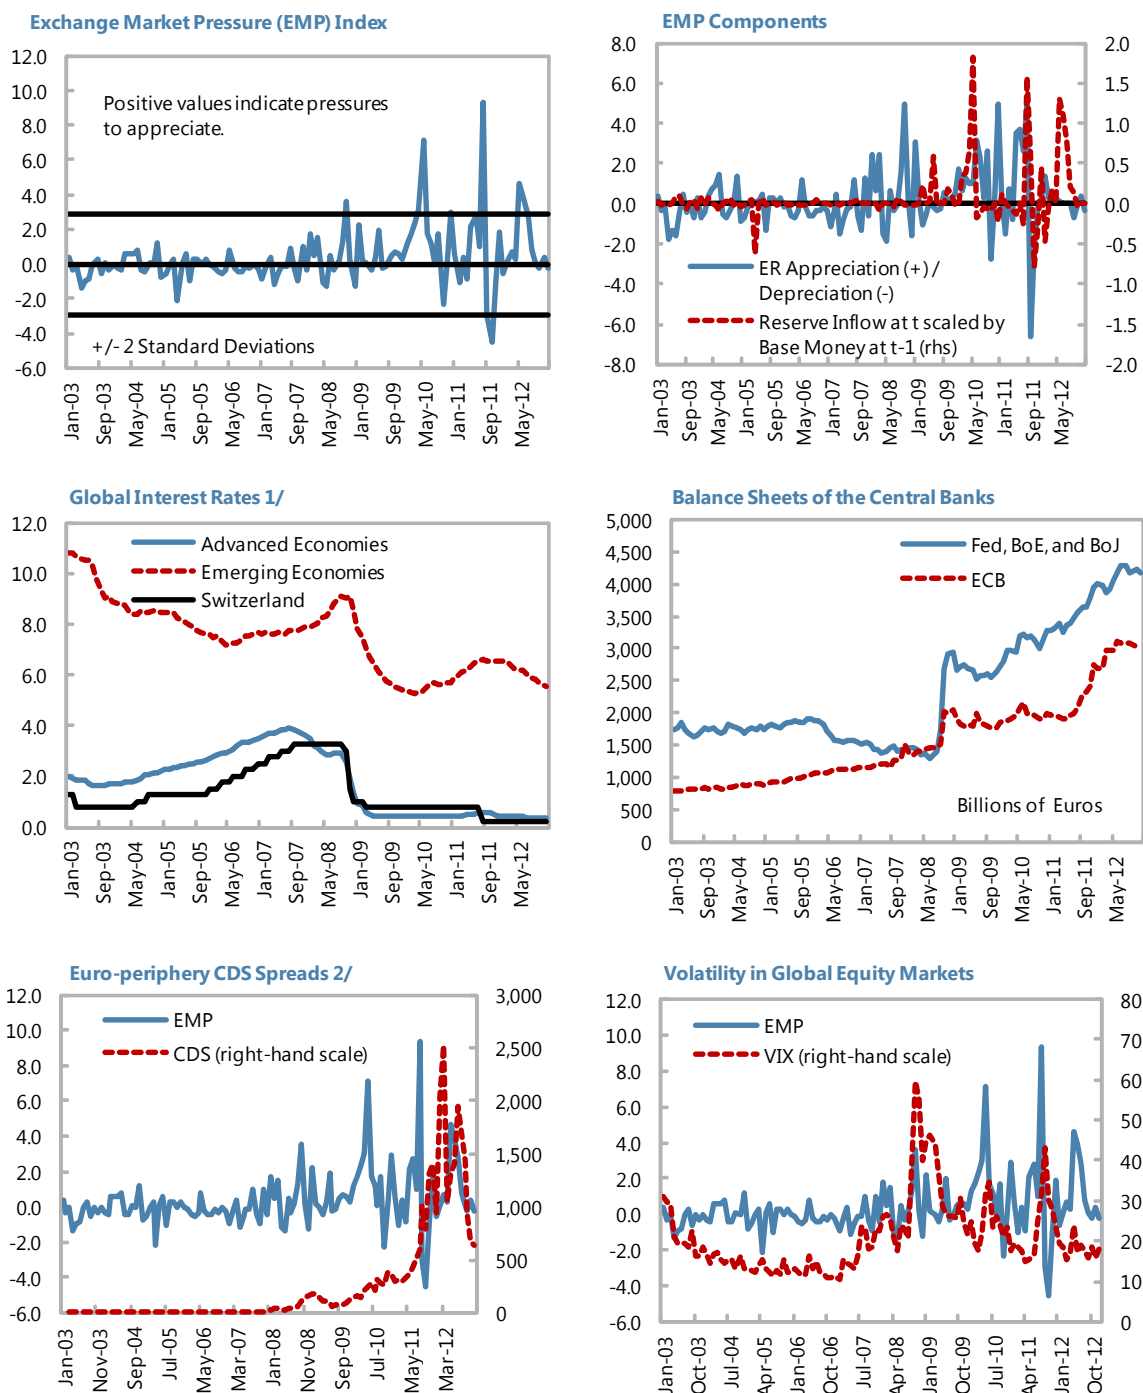 Exchange Market Pressure (EMP) Index
12.0
10.0
8.0
6.0
4.0
2.0
0.0
-2.0
-4.0
-6.0
Positive values indicate pressures
to appreciate.
+/- 2 Standard Deviations
Jan-03
Sep-03
May-04
Jan-05
Sep-05
May-06
Jan-07
Sep-07
May-08
Jan-09
Sep-09
May-10
Jan-11
Sep-11
May-12
EMP Components
8.0
6.0
4.0
2.0
0.0
-2.0
-4.0
-6.0
-8.0
2.0
1.5
1.0
0.5
0.0
-0.5
-1.0
-1.5
-2.0
ER Appreciation (+) /
Depreciation (-)
Reserve Inflow at t scaled by
Base Money at t-1 (rhs)
Jan-03
Sep-03
May-04
Jan-05
Sep-05
May-06
Jan-07
Sep-07
May-08
Jan-09
Sep-09
May-10
Jan-11
Sep-11
May-12
Global Interest Rates 1/
12.0
10.0
8.0
6.0
4.0
2.0
0.0
Advanced Economies
Emerging Economies
Switzerland
Jan-03
Sep-03
May-04
Jan-05
Sep-05
May-06
Jan-07
Sep-07
May-08
Jan-09
Sep-09
May-10
Jan-11
Sep-11
May-12
Balance Sheets of the Central Banks
5,000
4,500
4,000
3,500
3,000
2,500
2,000
1,500
1,000
500
0
Fed, BoE, and BoJ
ECB
Billions of Euros
Jan-03
Sep-03
May-04
Jan-05
Sep-05
May-06
Jan-07
Sep-07
May-08
Jan-09
Sep-09
May-10
Jan-11
Sep-11
May-12
Euro-periphery CDS Spreads 2/
12.0
10.0
8.0
6.0
4.0
2.0
0.0
-2.0
-4.0
-6.0
3,000
2,500
2,000
1,500
1,000
500
0
EMP
CDS (right-hand scale)
Jan-03
Nov-03
Sep-04
Jul-05
May-06
Mar-07
Jan-08
Nov-08
Sep-09
Jul-10
May-11
Mar-12
Volatility in Global Equity Markets
12.0
10.0
8.0
6.0
4.0
2.0
0.0
-2.0
-4.0
-6.0
80
70
60
50
40
30
20
10
0
EMP
VIX (right-hand scale)
Jan-03
Oct-03
Jul-04
Apr-05
Jan-06
Oct-06
Jul-07
Apr-08
Jan-09
Oct-09
Jul-10
Apr-11
Jan-12
Oct-12